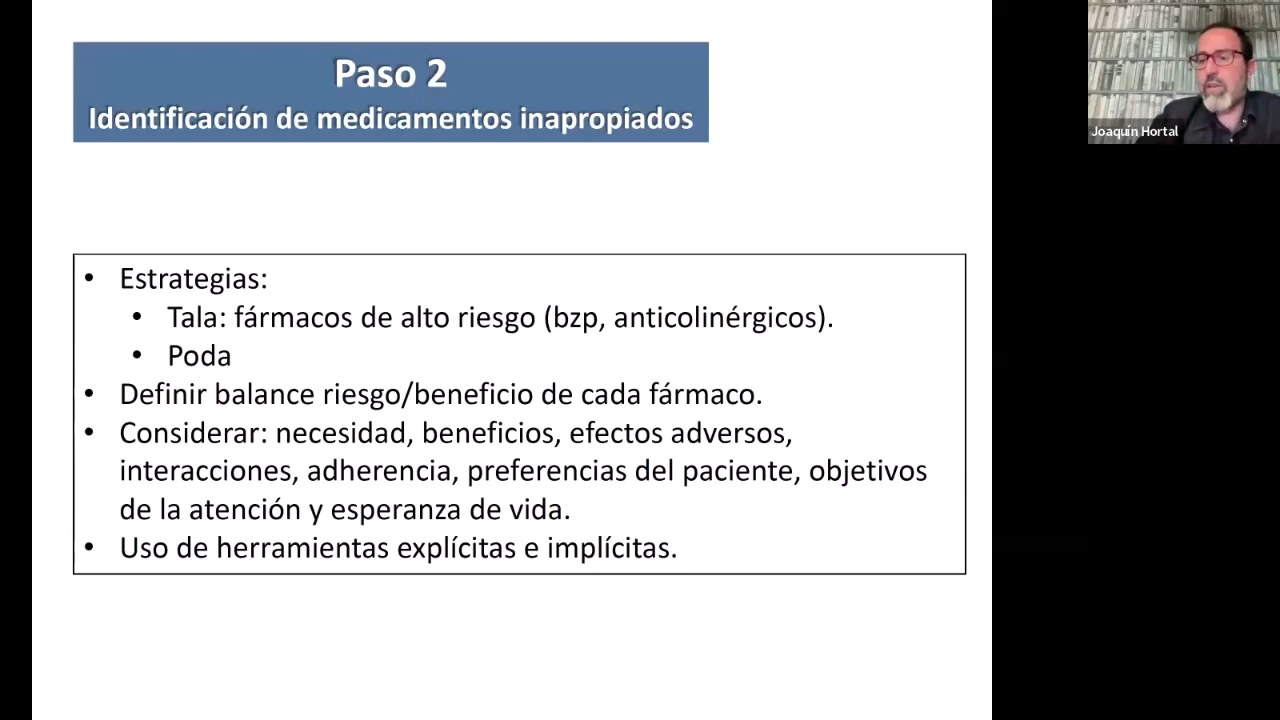 Paso 2
Identificación de medicamentos inapropiados
• Estrategias:
• Tala: fármacos de alto riesgo (bzp, anticolinérgicos).
• Poda
• Definir balance riesgo/beneficio de cada fármaco.
• Considerar: necesidad, beneficios, efectos adversos,
interacciones, adherencia, preferencias del paciente, objetivos
de la atención y esperanza de vida.
• Uso de herramientas explícitas e implícitas.
Joaquín Hortal